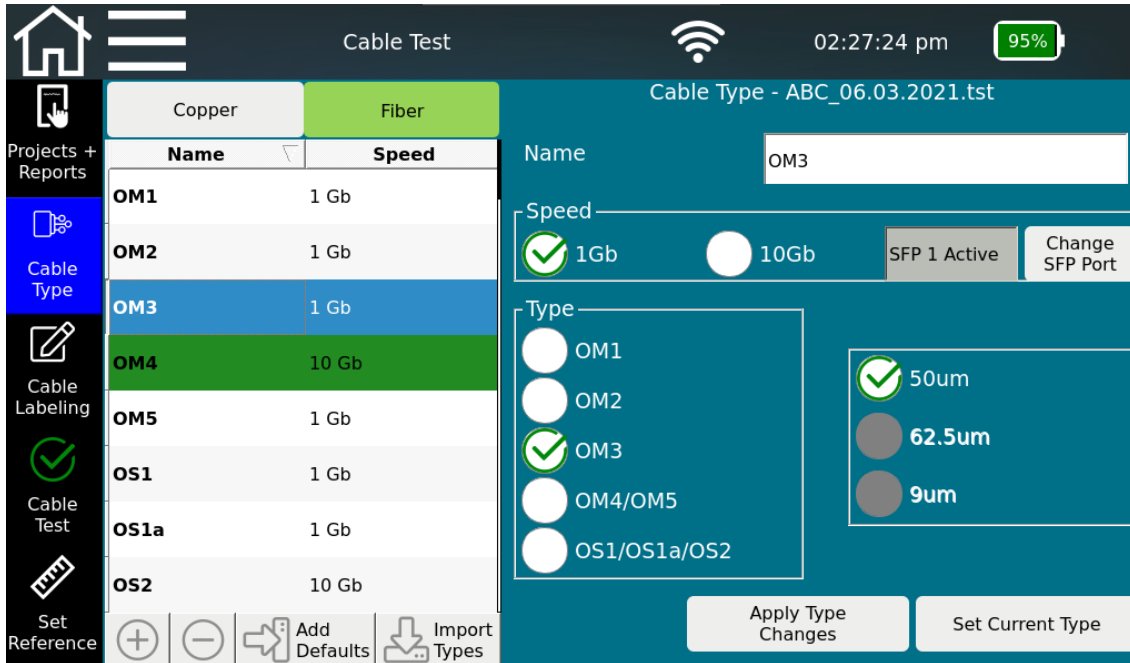 Cable Test
02:27:24 pm
95%
Projects +
Reports
Cable
Type
Cable
Labeling
Cable
Test
Set
Reference
Copper
Fiber
Name
Speed
OM1
1 Gb
OM2
1 Gb
OM3
1 Gb
OM4
10 Gb
OM5
1 Gb
OS1
1 Gb
OS1a
1 Gb
OS2
10 Gb
Add
Defaults
Import
Types
Cable Type - ABC_06.03.2021.tst
Name
OM3
Speed
1Gb
10Gb
SFP 1 Active
Change
SFP Port
Type
OM1
OM2
OM3
OM4/OM5
OS1/OS1a/OS2
50um
62.5um
9um
Apply Type
Changes
Set Current Type